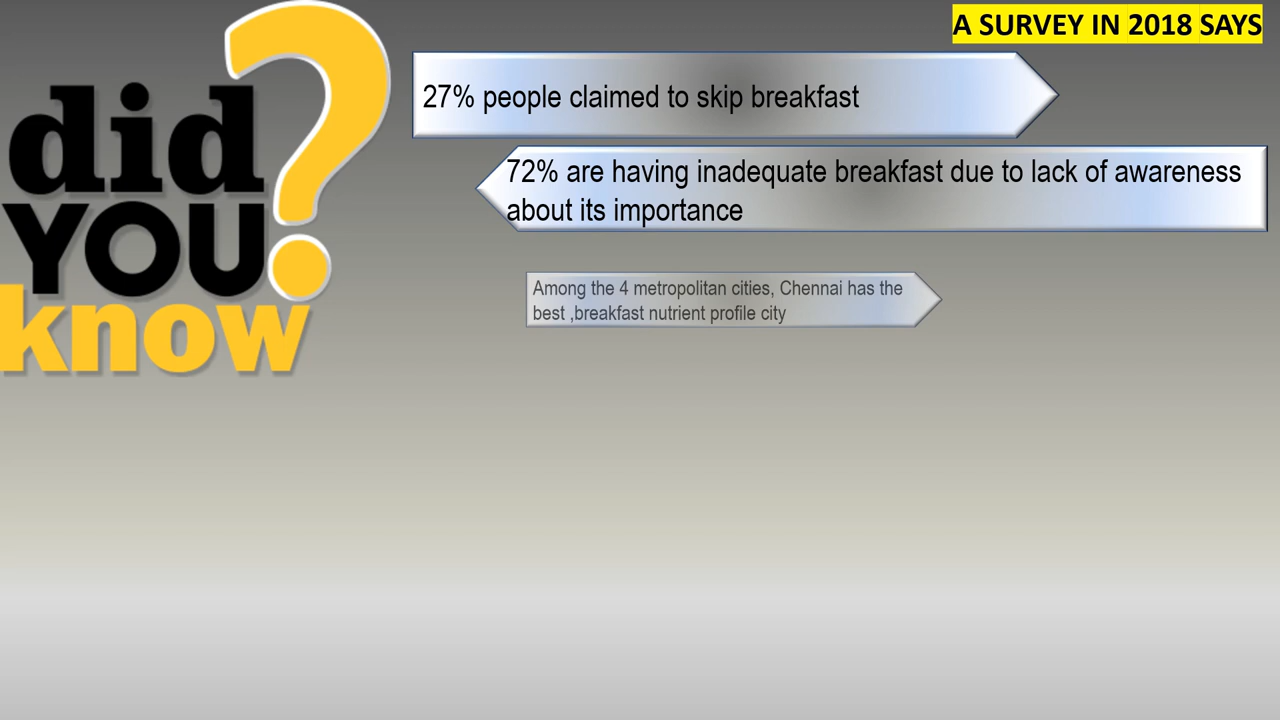 did
YOU
know
?
A SURVEY IN 2018 SAYS
27% people claimed to skip breakfast
72% are having inadequate breakfast due to lack of awareness
about its importance
Among the 4 metropolitan cities, Chennai has the
best ,breakfast nutrient profile city